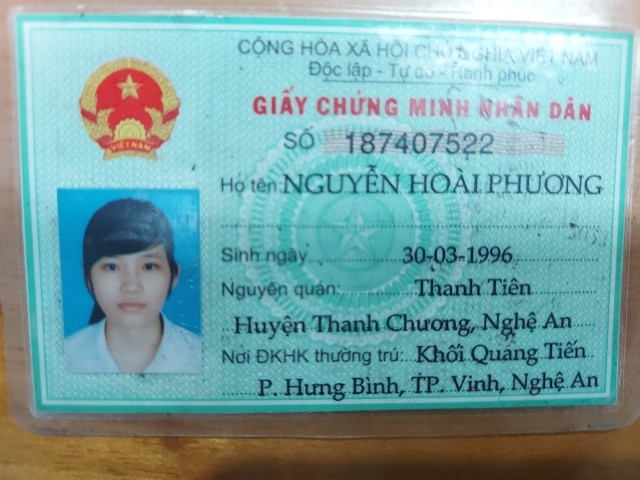 CỘNG HÒA XÃ HỘI CHỦ NGHĨA VIỆT NAM
Độc lập - Tự do - Hạnh phúc
GIẤY CHỨNG MINH NHÂN DÂN
SỐ 187407522
Họ tên: NGUYỄN HOÀI PHƯƠNG
Sinh ngày 30-03-1996
Nguyên quán: Thanh Tiên
Huyện Thanh Chương, Nghệ An
Nơi ĐKHK thường trú: Khối Quang Tiến
P. Hưng Bình, TP. Vinh, Nghệ An
VIỆT NAM